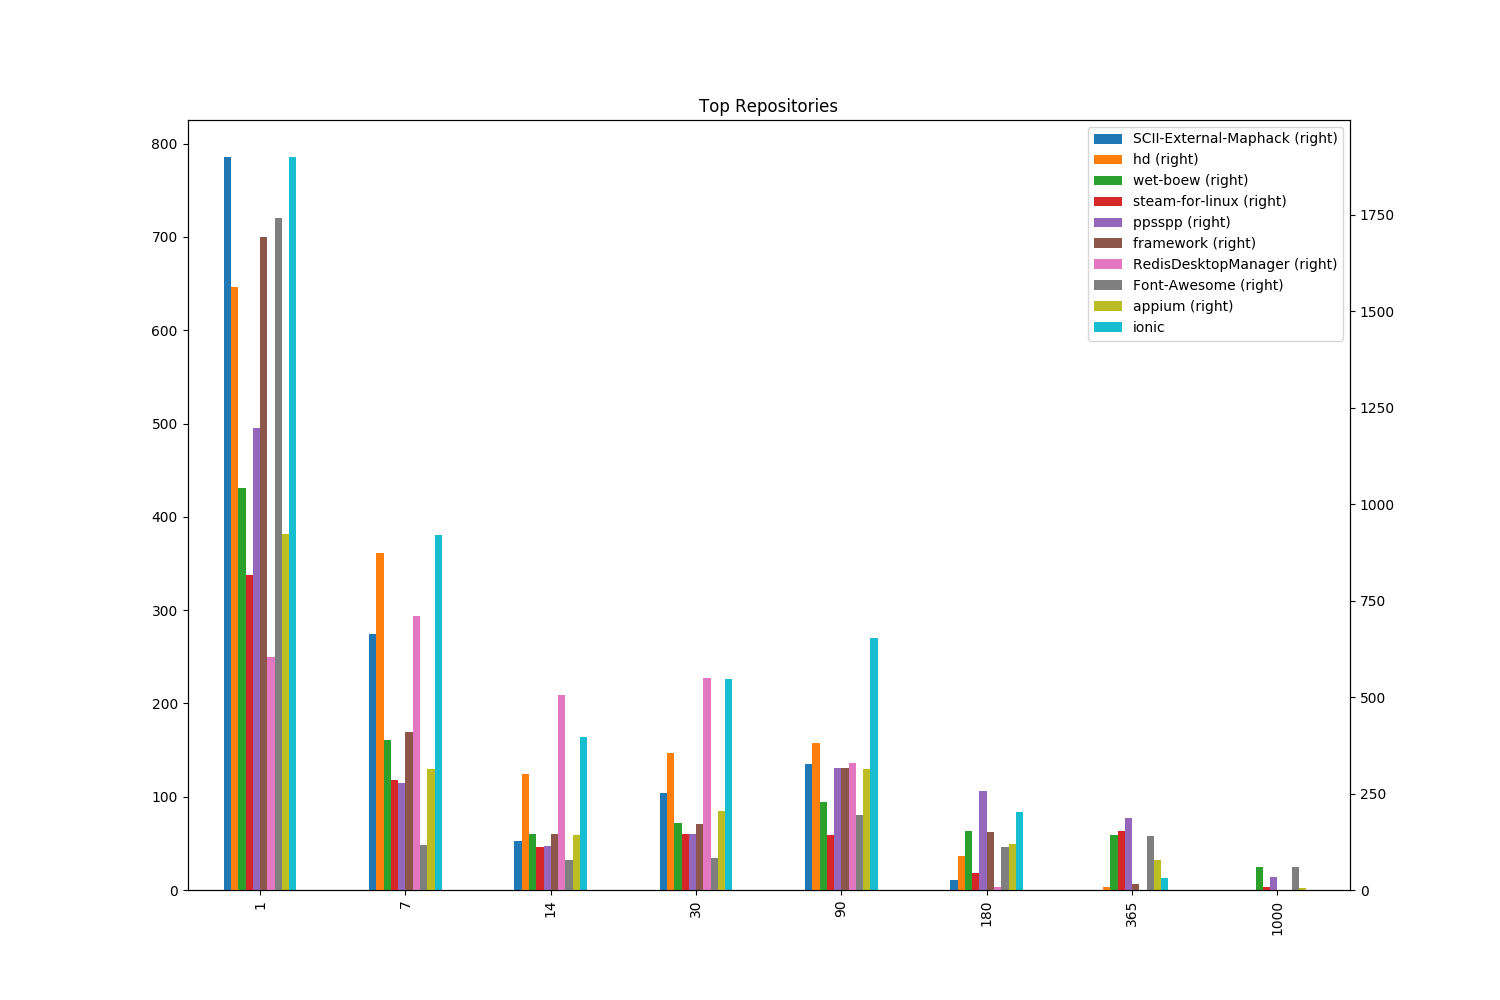 Top Repositories
800
700
600
500
400
300
200
100
0
SCII-External-Maphack (right)
hd (right)
wet-boew (right)
steam-for-linux (right)
ppsspp (right)
framework (right)
RedisDesktopManager (right)
Font-Awesome (right)
appium (right)
ionic
1750
1500
1250
1000
750
500
250
0
1
7
14
30
90
180
365
1000